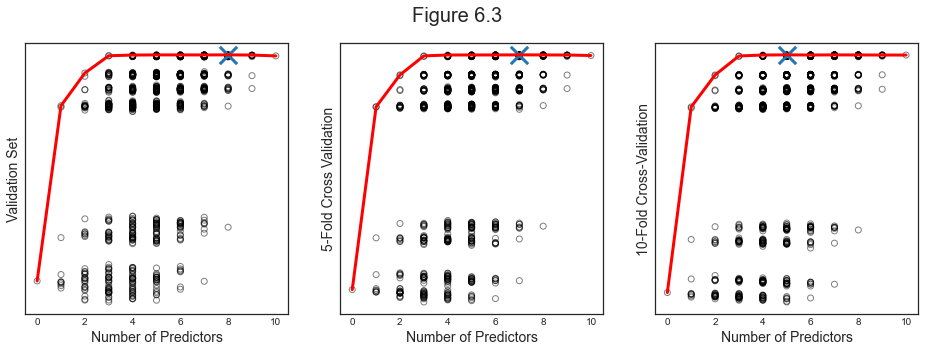 Figure 6.3
Validation Set
0 2 4 6 8 10
Number of Predictors
5-Fold Cross Validation
0 2 4 6 8 10
Number of Predictors
10-Fold Cross-Validation
0 2 4 6 8 10
Number of Predictors